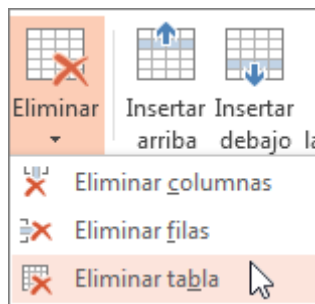 Eliminar
Insertar Insertar
arriba debajo
Eliminar columnas
Eliminar filas
Eliminar tabla